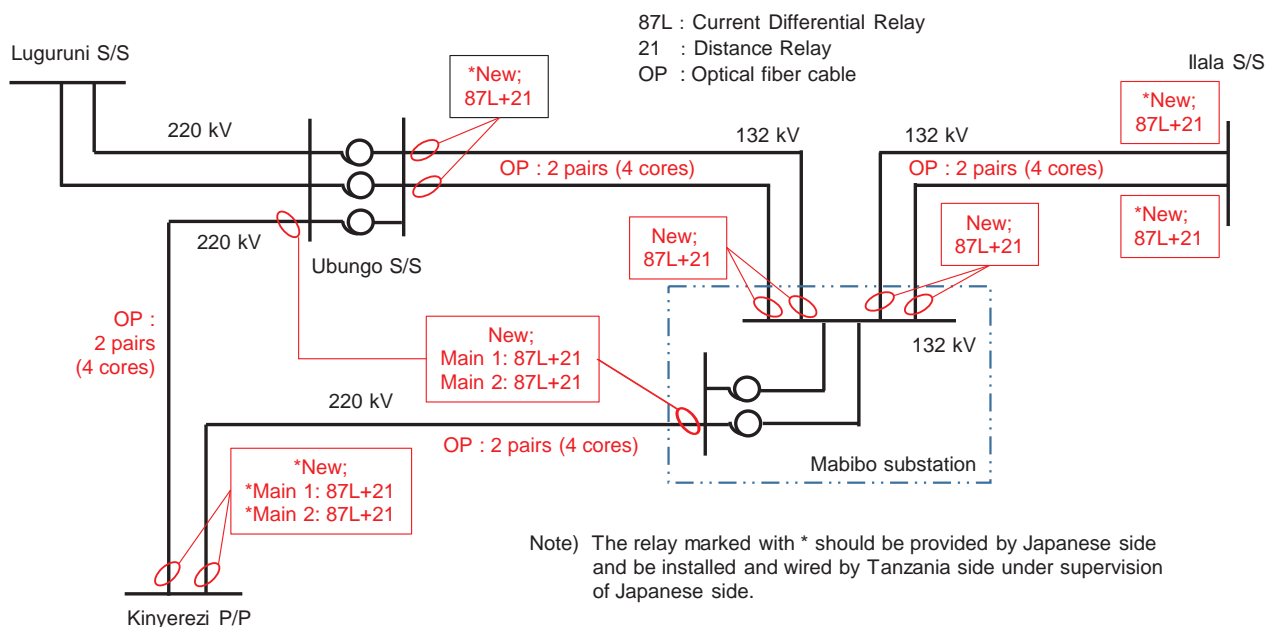 87L : Current Differential Relay
21 : Distance Relay
OP : Optical fiber cable
Luguruni S/S
Ilala S/S
*New;
87L+21
*New;
87L+21
220 kV
132 kV
132 kV
OP : 2 pairs (4 cores)
OP : 2 pairs (4 cores)
*New;
87L+21
220 kV
Ubungo S/S
New;
87L+21
New;
87L+21
OP :
2 pairs
(4 cores)
New;
Main 1: 87L+21
Main 2: 87L+21
132 kV
220 kV
OP : 2 pairs (4 cores)
Mabibo substation
*New;
*Main 1: 87L+21
*Main 2: 87L+21
Note) The relay marked with * should be provided by Japanese side
and be installed and wired by Tanzania side under supervision
of Japanese side.
Kinyerezi P/P